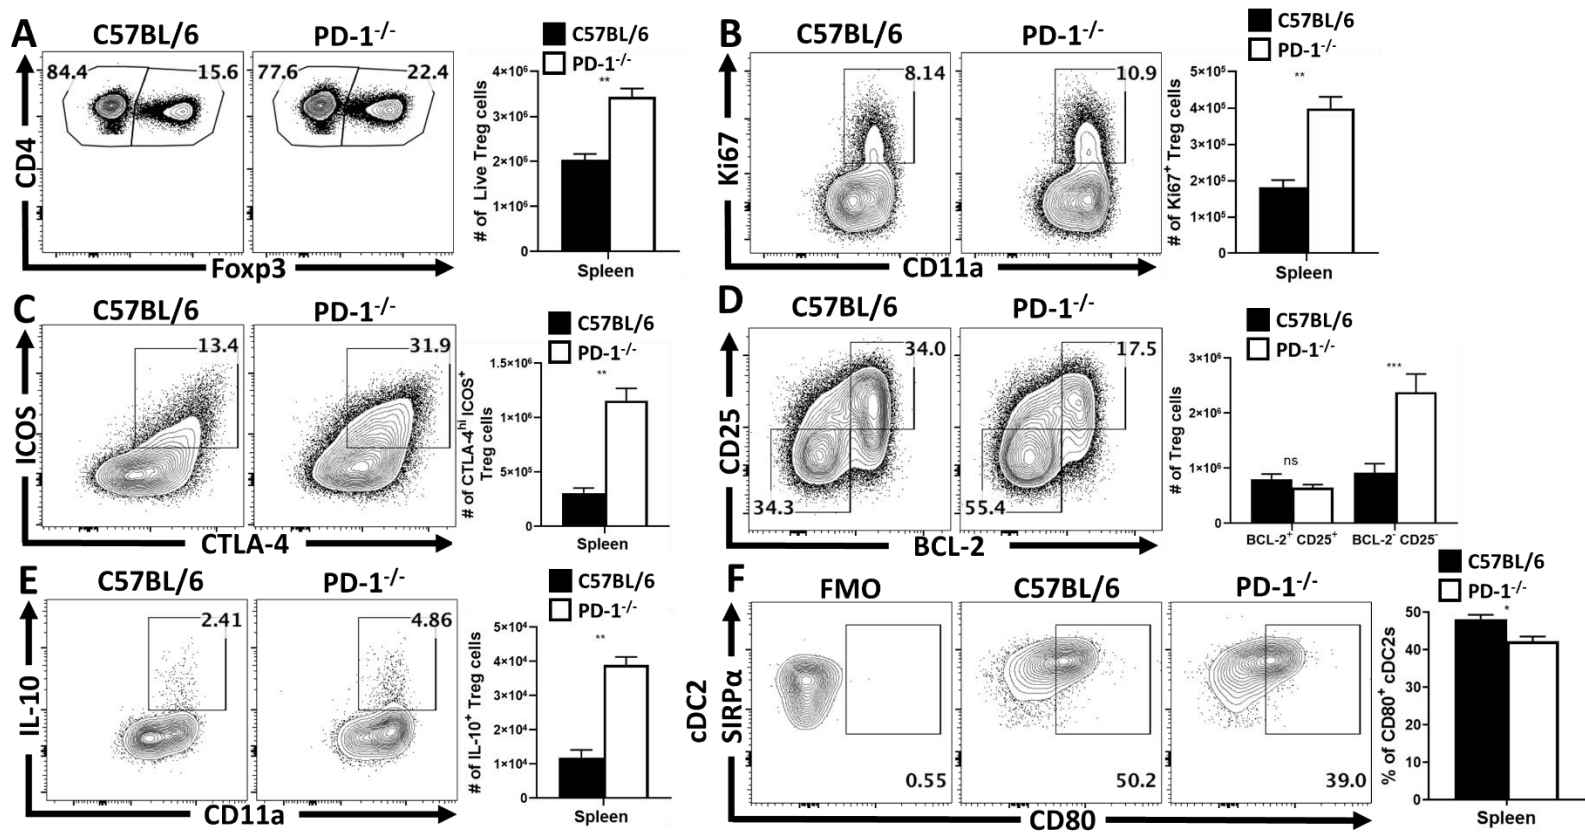 A
C57BL/6
PD-1⁻/⁻
84.4
15.6
77.6
22.4
CD4
Foxp3
C57BL/6
PD-1⁻/⁻
**
# of Live Treg cells
4×10⁶
3×10⁶
2×10⁶
1×10⁶
0
Spleen
B
C57BL/6
PD-1⁻/⁻
8.14
10.9
Ki67
CD11a
C57BL/6
PD-1⁻/⁻
**
# of Ki67⁺ Treg cells
5×10⁵
4×10⁵
3×10⁵
2×10⁵
1×10⁵
0
Spleen
C
C57BL/6
PD-1⁻/⁻
13.4
31.9
ICOS
CTLA-4
C57BL/6
PD-1⁻/⁻
**
# of CTLA-4ʰⁱ ICOS⁺
Treg cells
1.5×10⁶
1×10⁶
5×10⁵
0
Spleen
D
C57BL/6
PD-1⁻/⁻
34.0
17.5
34.3
55.4
CD25
BCL-2
C57BL/6
PD-1⁻/⁻
ns
***
# of Treg cells
3×10⁶
2×10⁶
1×10⁶
0
BCL-2⁺ CD25⁺
BCL-2⁻ CD25⁻
E
C57BL/6
PD-1⁻/⁻
2.41
4.86
IL-10
CD11a
C57BL/6
PD-1⁻/⁻
**
# of IL-10⁺ Treg cells
5×10⁴
4×10⁴
3×10⁴
2×10⁴
1×10⁴
0
Spleen
F
FMO
C57BL/6
PD-1⁻/⁻
0.55
50.2
39.0
cDC2
SIRPα
CD80
C57BL/6
PD-1⁻/⁻
*
% of CD80⁺ cDC2s
50
40
30
20
10
0
Spleen